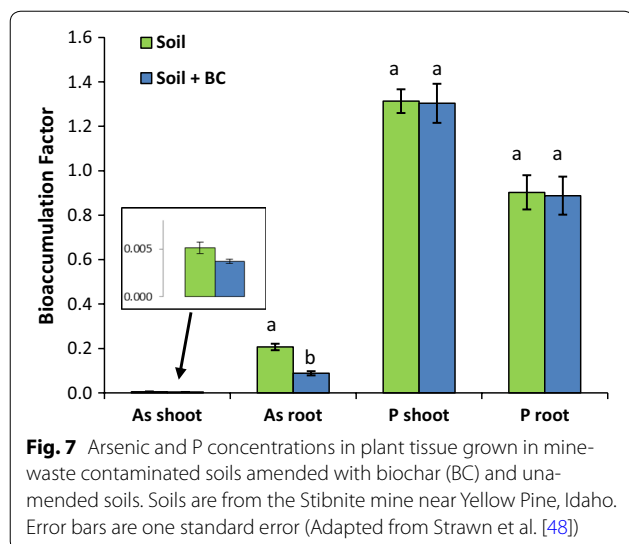 1.6
1.4
1.2
1.0
0.8
0.6
0.4
0.2
0.0
Bioaccumulation Factor
Soil
Soil + BC
0.005
0.000
a
b
a
a
a
a
As shoot
As root
P shoot
P root
Fig. 7 Arsenic and P concentrations in plant tissue grown in mine-
waste contaminated soils amended with biochar (BC) and una-
mended soils. Soils are from the Stibnite mine near Yellow Pine, Idaho.
Error bars are one standard error (Adapted from Strawn et al. [48])